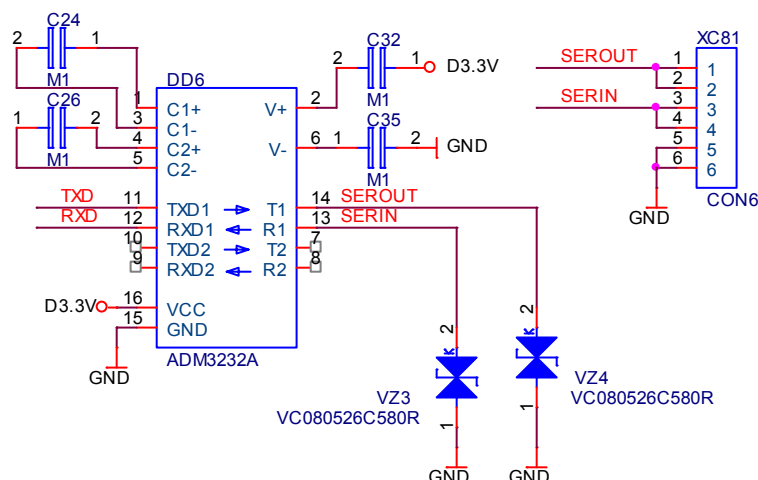 C24
2 1
M1
C26
1 2
M1
DD6
1 C1+
3 C1-
4 C2+
5 C2-
V+ 2
V- 6
C32
2 1 D3.3V
M1
C35
1 2 GND
M1
TXD 11 TXD1 T1 14 SEROUT
RXD 12 RXD1 R1 13 SERIN
10 TXD2 T2 7
9 RXD2 R2 8
D3.3V 16 VCC
15 GND
GND
ADM3232A
XC81
SEROUT 1 1
2 2
SERIN 3 3
4 4
5 5
6 6
GND
CON6
2
K
VZ3
VC080526C580R
1
GND
2
K
VZ4
VC080526C580R
1
GND